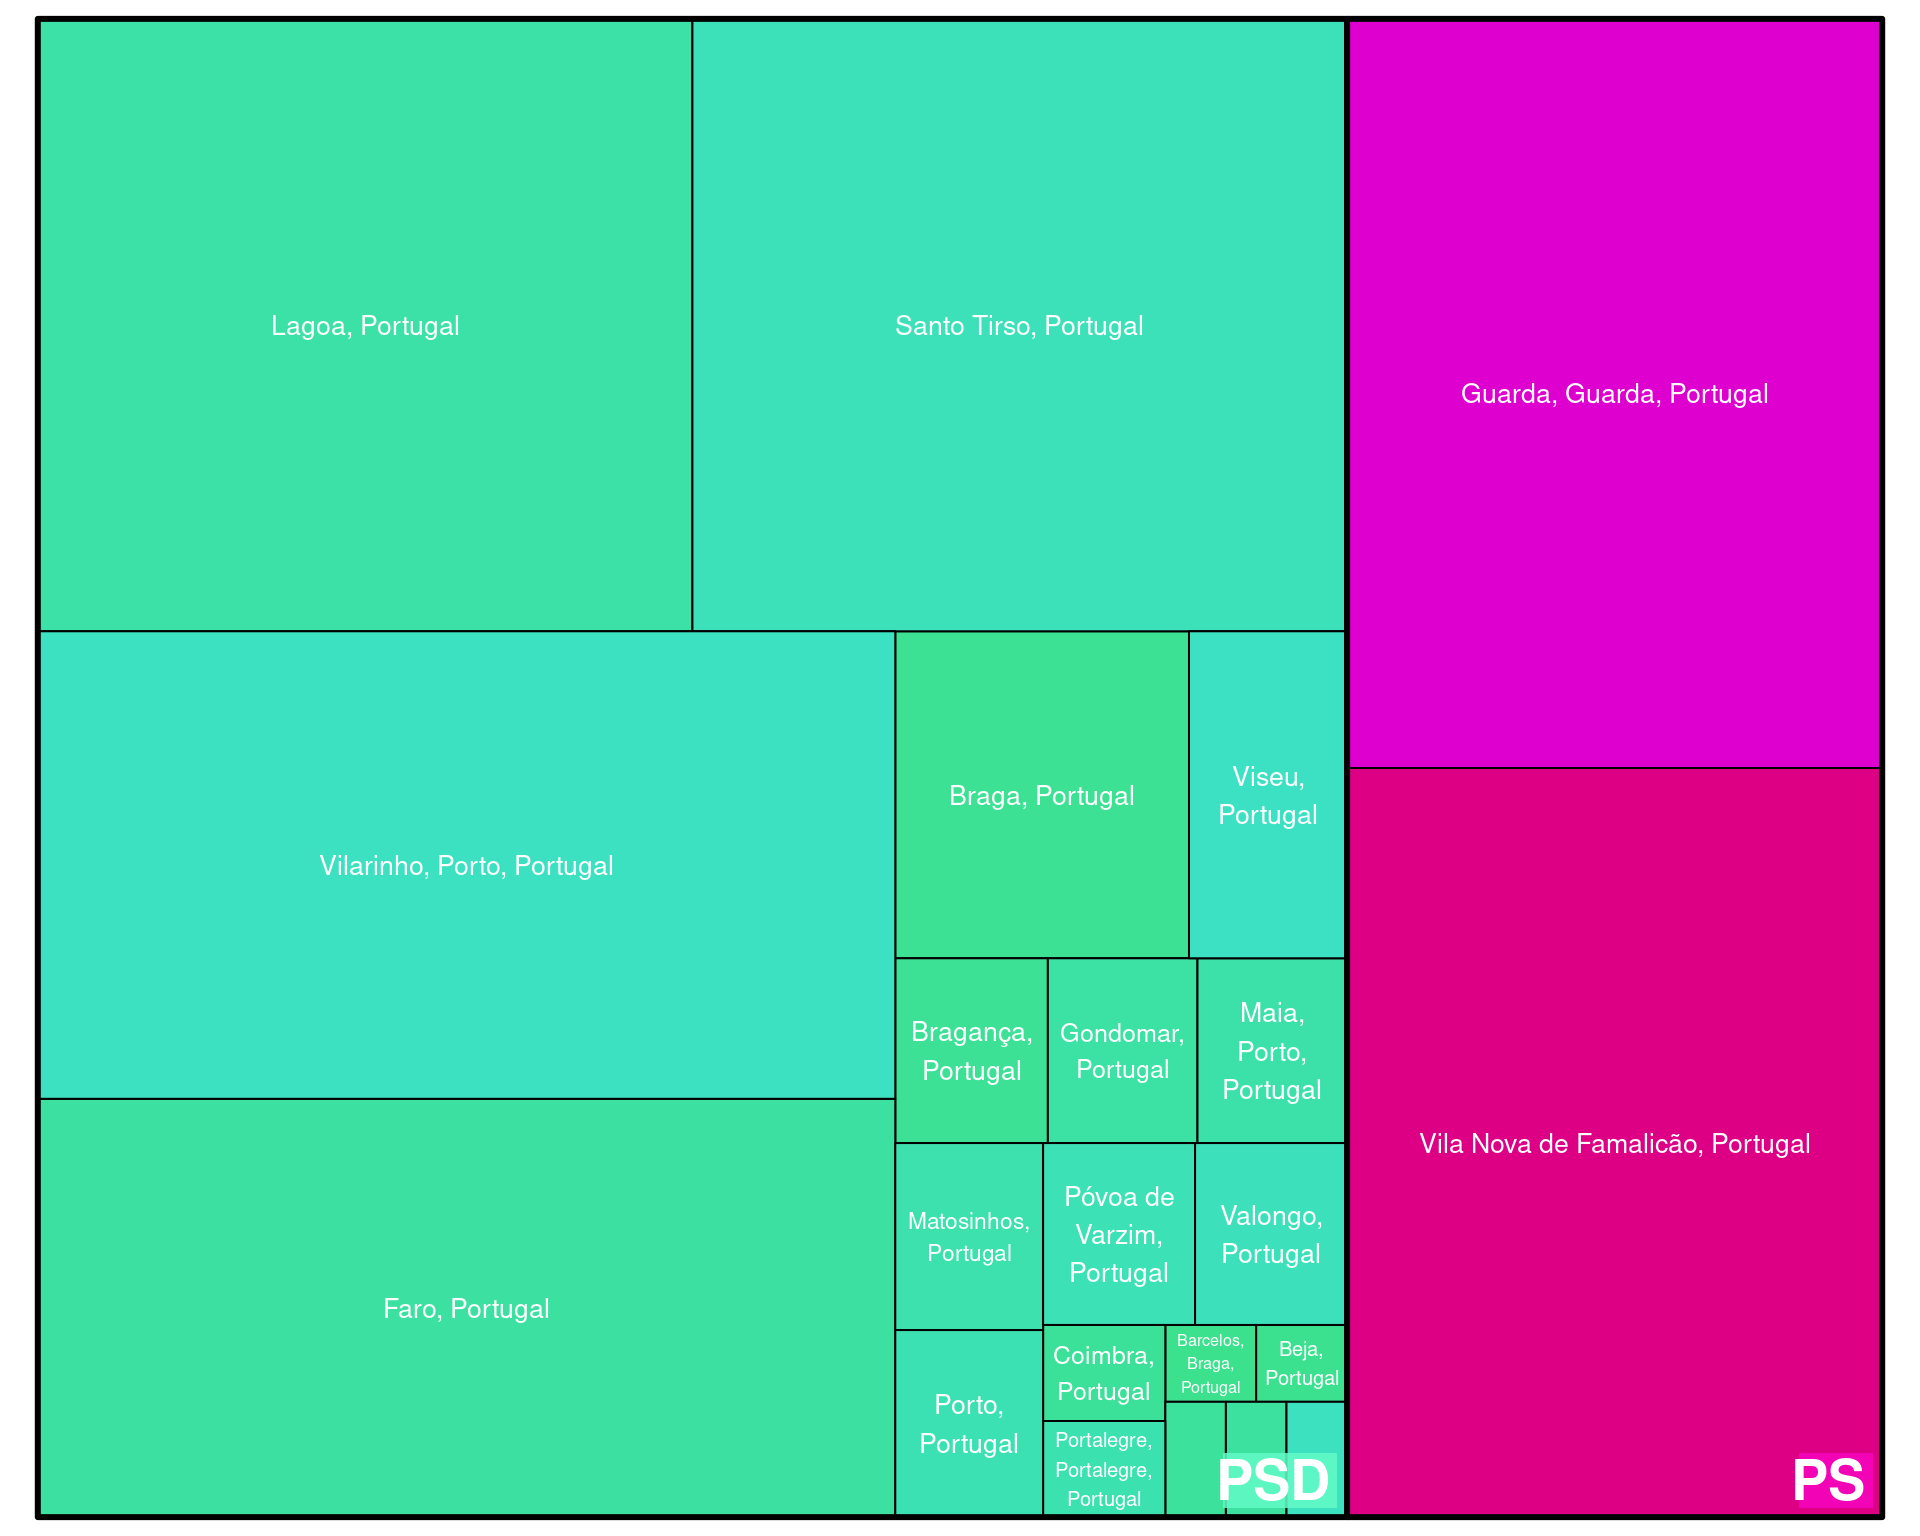 Lagoa, Portugal
Santo Tirso, Portugal
Guarda, Guarda, Portugal
Vilarinho, Porto, Portugal
Braga, Portugal
Viseu,
Portugal
Bragança,
Portugal
Gondomar,
Portugal
Maia,
Porto,
Portugal
Vila Nova de Famalicão, Portugal
Matosinhos,
Portugal
Póvoa de
Varzim,
Portugal
Valongo,
Portugal
Faro, Portugal
Porto,
Portugal
Coimbra,
Portugal
Barcelos,
Braga,
Portugal
Beja,
Portugal
Portalegre,
Portalegre,
Portugal
PSD
PS